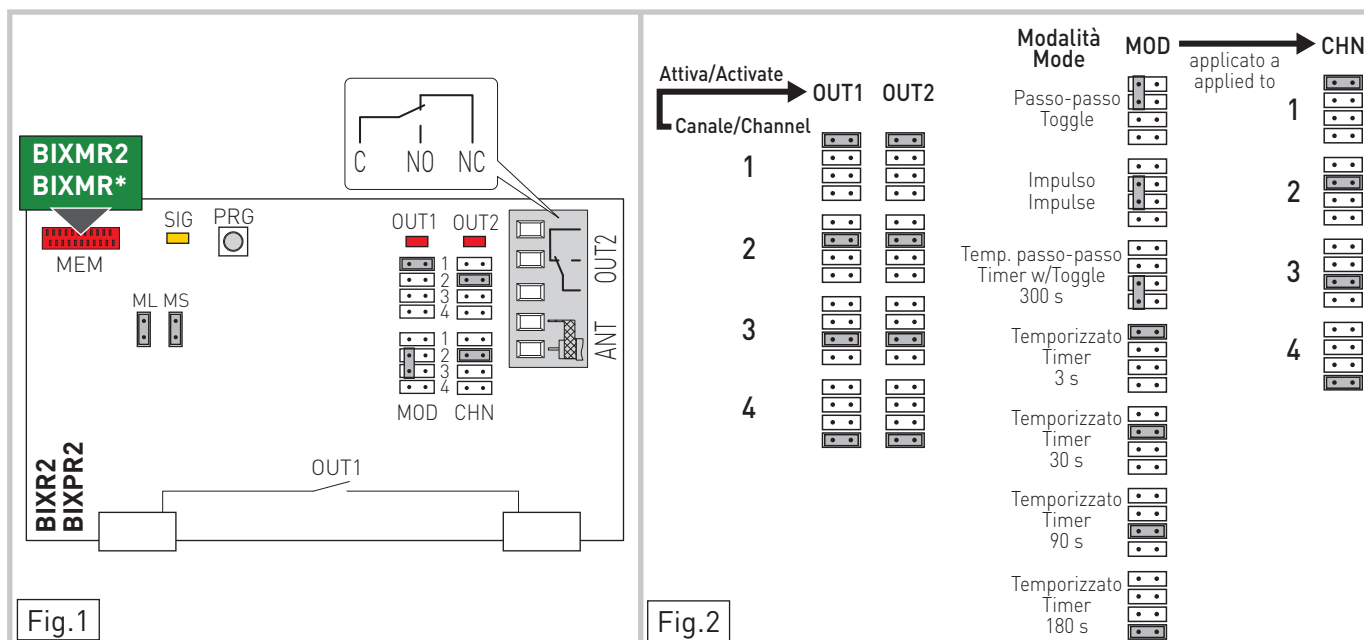 C NO NC
BIXMR2
BIXMR*
MEM
SIG
PRG
ML MS
OUT1 OUT2
1
2
3
4
1
2
3
4
MOD CHN
OUT2
ANT
BIXR2
BIXPR2
OUT1
Fig.1
Attiva/Activate
OUT1 OUT2
Canale/Channel
1
2
3
4
Modalità
Mode
MOD
applicato a
applied to
CHN
Passo-passo
Toggle
Impulso
Impulse
Temp. passo-passo
Timer w/Toggle
300 s
Temporizzato
Timer
3 s
Temporizzato
Timer
30 s
Temporizzato
Timer
90 s
Temporizzato
Timer
180 s
1
2
3
4
Fig.2